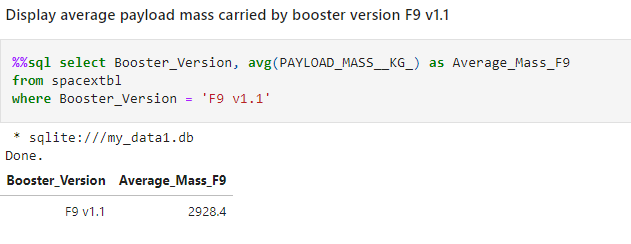 Display average payload mass carried by booster version F9 v1.1
%%sql select Booster_Version, avg(PAYLOAD_MASS__KG_) as Average_Mass_F9
from spacextbl
where Booster_Version = 'F9 v1.1'
* sqlite:///my_data1.db
Done.
Booster_Version Average_Mass_F9
F9 v1.1 2928.4